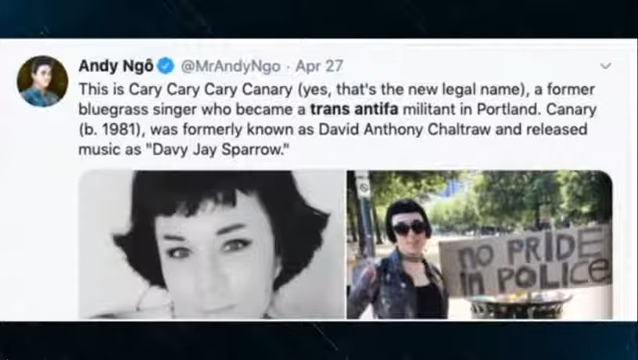 Andy Ngô @MrAndyNgo · Apr 27
This is Cary Cary Cary Canary (yes, that's the new legal name), a former
bluegrass singer who became a trans antifa militant in Portland. Canary
(b. 1981), was formerly known as David Anthony Chaltraw and released
music as "Davy Jay Sparrow."
NO PRIDE
in POLICE